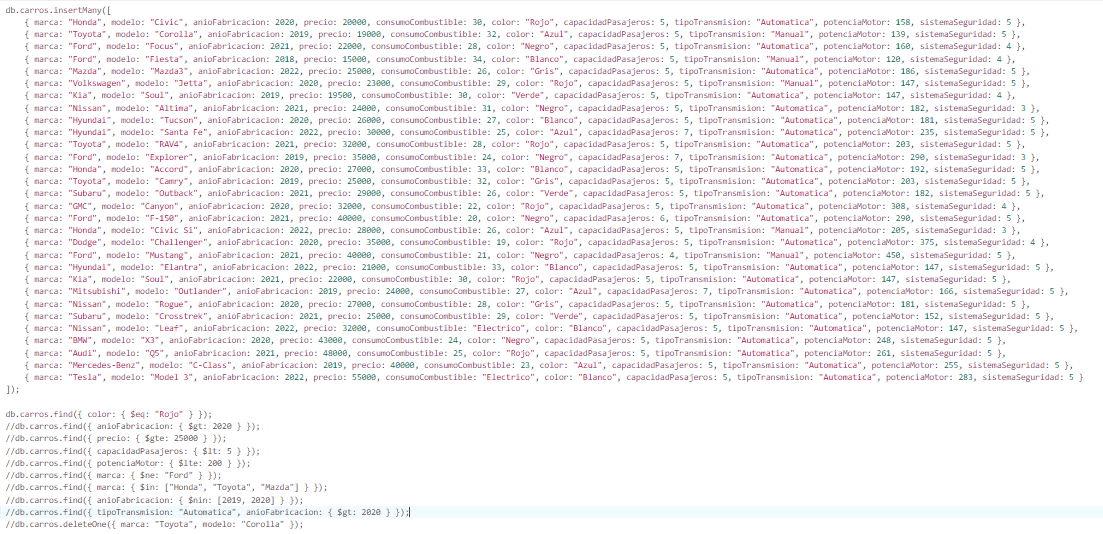 db.carros.insertMany([
{ marca: "Honda", modelo: "Civic", anioFabricacion: 2020, precio: 20000, consumoCombustible: 30, color: "Rojo", capacidadPasajeros: 5, tipoTransmision: "Automatica", potenciaMotor: 158, sistemaSeguridad: 5 },
{ marca: "Toyota", modelo: "Corolla", anioFabricacion: 2019, precio: 19000, consumoCombustible: 32, color: "Azul", capacidadPasajeros: 5, tipoTransmision: "Manual", potenciaMotor: 139, sistemaSeguridad: 5 },
{ marca: "Ford", modelo: "Focus", anioFabricacion: 2021, precio: 22000, consumoCombustible: 28, color: "Negro", capacidadPasajeros: 5, tipoTransmision: "Automatica", potenciaMotor: 160, sistemaSeguridad: 4 },
{ marca: "Ford", modelo: "Fiesta", anioFabricacion: 2018, precio: 15000, consumoCombustible: 34, color: "Blanco", capacidadPasajeros: 5, tipoTransmision: "Manual", potenciaMotor: 120, sistemaSeguridad: 4 },
{ marca: "Mazda", modelo: "Mazda3", anioFabricacion: 2022, precio: 25000, consumoCombustible: 26, color: "Gris", capacidadPasajeros: 5, tipoTransmision: "Automatica", potenciaMotor: 186, sistemaSeguridad: 5 },
{ marca: "Volkswagen", modelo: "Jetta", anioFabricacion: 2020, precio: 23000, consumoCombustible: 29, color: "Rojo", capacidadPasajeros: 5, tipoTransmision: "Manual", potenciaMotor: 147, sistemaSeguridad: 5 },
{ marca: "Kia", modelo: "Soul", anioFabricacion: 2019, precio: 19500, consumoCombustible: 30, color: "Verde", capacidadPasajeros: 5, tipoTransmision: "Automatica", potenciaMotor: 147, sistemaSeguridad: 4 },
{ marca: "Nissan", modelo: "Altima", anioFabricacion: 2021, precio: 24000, consumoCombustible: 31, color: "Negro", capacidadPasajeros: 5, tipoTransmision: "Automatica", potenciaMotor: 182, sistemaSeguridad: 3 },
{ marca: "Hyundai", modelo: "Tucson", anioFabricacion: 2020, precio: 26000, consumoCombustible: 27, color: "Blanco", capacidadPasajeros: 5, tipoTransmision: "Automatica", potenciaMotor: 181, sistemaSeguridad: 5 },
{ marca: "Hyundai", modelo: "Santa Fe", anioFabricacion: 2022, precio: 30000, consumoCombustible: 25, color: "Azul", capacidadPasajeros: 7, tipoTransmision: "Automatica", potenciaMotor: 235, sistemaSeguridad: 5 },
{ marca: "Toyota", modelo: "RAV4", anioFabricacion: 2021, precio: 32000, consumoCombustible: 28, color: "Rojo", capacidadPasajeros: 5, tipoTransmision: "Automatica", potenciaMotor: 203, sistemaSeguridad: 5 },
{ marca: "Ford", modelo: "Explorer", anioFabricacion: 2019, precio: 35000, consumoCombustible: 24, color: "Negro", capacidadPasajeros: 7, tipoTransmision: "Automatica", potenciaMotor: 290, sistemaSeguridad: 3 },
{ marca: "Honda", modelo: "Accord", anioFabricacion: 2020, precio: 27000, consumoCombustible: 33, color: "Blanco", capacidadPasajeros: 5, tipoTransmision: "Automatica", potenciaMotor: 192, sistemaSeguridad: 5 },
{ marca: "Toyota", modelo: "Camry", anioFabricacion: 2019, precio: 25000, consumoCombustible: 32, color: "Gris", capacidadPasajeros: 5, tipoTransmision: "Automatica", potenciaMotor: 203, sistemaSeguridad: 5 },
{ marca: "Subaru", modelo: "Outback", anioFabricacion: 2021, precio: 29000, consumoCombustible: 26, color: "Verde", capacidadPasajeros: 5, tipoTransmision: "Automatica", potenciaMotor: 182, sistemaSeguridad: 5 },
{ marca: "GMC", modelo: "Canyon", anioFabricacion: 2020, precio: 32000, consumoCombustible: 22, color: "Rojo", capacidadPasajeros: 5, tipoTransmision: "Automatica", potenciaMotor: 308, sistemaSeguridad: 4 },
{ marca: "Ford", modelo: "F-150", anioFabricacion: 2021, precio: 40000, consumoCombustible: 20, color: "Negro", capacidadPasajeros: 6, tipoTransmision: "Automatica", potenciaMotor: 290, sistemaSeguridad: 5 },
{ marca: "Honda", modelo: "Civic Si", anioFabricacion: 2022, precio: 28000, consumoCombustible: 26, color: "Azul", capacidadPasajeros: 5, tipoTransmision: "Manual", potenciaMotor: 205, sistemaSeguridad: 3 },
{ marca: "Dodge", modelo: "Challenger", anioFabricacion: 2020, precio: 35000, consumoCombustible: 19, color: "Rojo", capacidadPasajeros: 5, tipoTransmision: "Automatica", potenciaMotor: 375, sistemaSeguridad: 4 },
{ marca: "Ford", modelo: "Mustang", anioFabricacion: 2021, precio: 40000, consumoCombustible: 21, color: "Negro", capacidadPasajeros: 4, tipoTransmision: "Manual", potenciaMotor: 450, sistemaSeguridad: 5 },
{ marca: "Hyundai", modelo: "Elantra", anioFabricacion: 2022, precio: 21000, consumoCombustible: 33, color: "Blanco", capacidadPasajeros: 5, tipoTransmision: "Automatica", potenciaMotor: 147, sistemaSeguridad: 5 },
{ marca: "Kia", modelo: "Soul", anioFabricacion: 2021, precio: 22000, consumoCombustible: 30, color: "Rojo", capacidadPasajeros: 5, tipoTransmision: "Automatica", potenciaMotor: 147, sistemaSeguridad: 5 },
{ marca: "Mitsubishi", modelo: "Outlander", anioFabricacion: 2019, precio: 24000, consumoCombustible: 27, color: "Azul", capacidadPasajeros: 7, tipoTransmision: "Automatica", potenciaMotor: 166, sistemaSeguridad: 5 },
{ marca: "Nissan", modelo: "Rogue", anioFabricacion: 2020, precio: 27000, consumoCombustible: 28, color: "Gris", capacidadPasajeros: 5, tipoTransmision: "Automatica", potenciaMotor: 181, sistemaSeguridad: 5 },
{ marca: "Subaru", modelo: "Crosstrek", anioFabricacion: 2021, precio: 25000, consumoCombustible: 29, color: "Verde", capacidadPasajeros: 5, tipoTransmision: "Automatica", potenciaMotor: 152, sistemaSeguridad: 5 },
{ marca: "Nissan", modelo: "Leaf", anioFabricacion: 2022, precio: 32000, consumoCombustible: "Electrico", color: "Blanco", capacidadPasajeros: 5, tipoTransmision: "Automatica", potenciaMotor: 147, sistemaSeguridad: 5 },
{ marca: "BMW", modelo: "X3", anioFabricacion: 2020, precio: 43000, consumoCombustible: 24, color: "Negro", capacidadPasajeros: 5, tipoTransmision: "Automatica", potenciaMotor: 248, sistemaSeguridad: 5 },
{ marca: "Audi", modelo: "Q5", anioFabricacion: 2021, precio: 48000, consumoCombustible: 25, color: "Rojo", capacidadPasajeros: 5, tipoTransmision: "Automatica", potenciaMotor: 261, sistemaSeguridad: 5 },
{ marca: "Mercedes-Benz", modelo: "C-Class", anioFabricacion: 2019, precio: 40000, consumoCombustible: 23, color: "Azul", capacidadPasajeros: 5, tipoTransmision: "Automatica", potenciaMotor: 255, sistemaSeguridad: 5 },
{ marca: "Tesla", modelo: "Model 3", anioFabricacion: 2022, precio: 55000, consumoCombustible: "Electrico", color: "Blanco", capacidadPasajeros: 5, tipoTransmision: "Automatica", potenciaMotor: 283, sistemaSeguridad: 5 }
]);
db.carros.find({ color: { $eq: "Rojo" } });
//db.carros.find({ anioFabricacion: { $gt: 2020 } });
//db.carros.find({ precio: { $gte: 25000 } });
//db.carros.find({ capacidadPasajeros: { $lt: 5 } });
//db.carros.find({ potenciaMotor: { $lte: 200 } });
//db.carros.find({ marca: { $ne: "Ford" } });
//db.carros.find({ marca: { $in: ["Honda", "Toyota", "Mazda"] } });
//db.carros.find({ anioFabricacion: { $nin: [2019, 2020] } });
//db.carros.find({ tipoTransmision: "Automatica", anioFabricacion: { $gt: 2020 } });
//db.carros.deleteOne({ marca: "Toyota", modelo: "Corolla" });